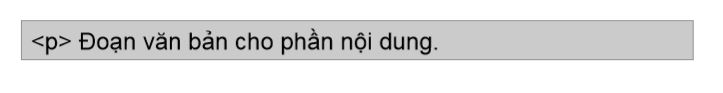 <p> Đoạn văn bản cho phần nội dung.